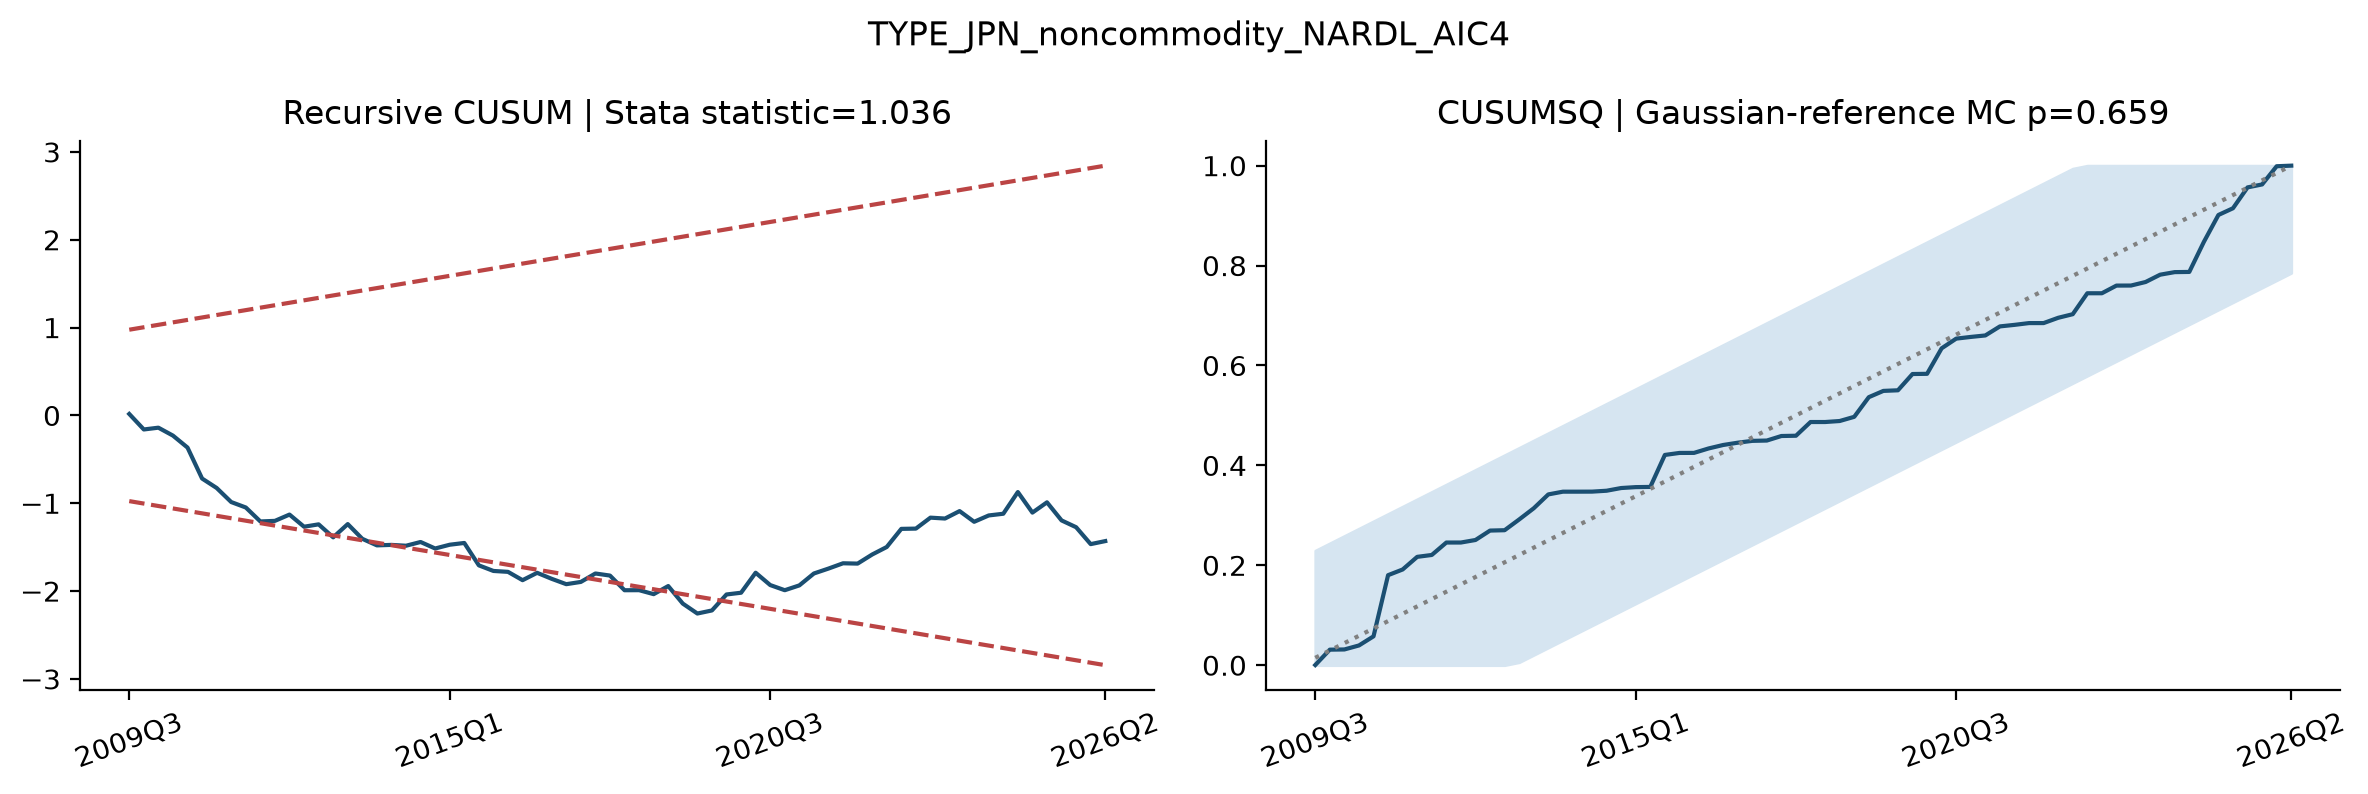 TYPE_JPN_noncommodity_NARDL_AIC4
Recursive CUSUM | Stata statistic=1.036
3
2
1
0
−1
−2
−3
2009Q3
2015Q1
2020Q3
2026Q2
CUSUMSQ | Gaussian-reference MC p=0.659
1.0
0.8
0.6
0.4
0.2
0.0
2009Q3
2015Q1
2020Q3
2026Q2